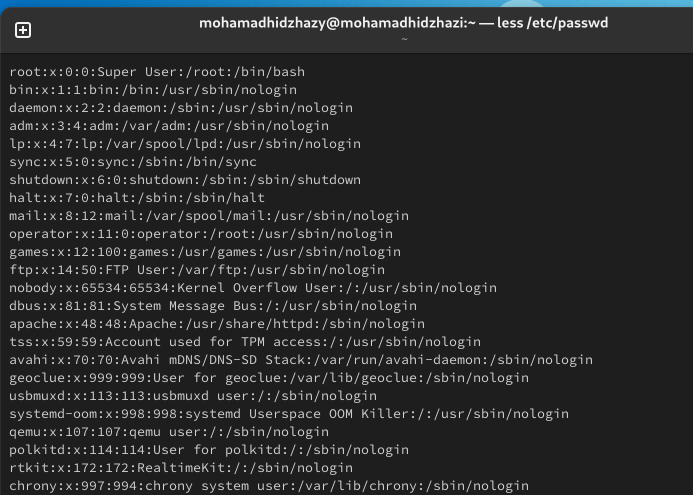 mohamadhidzhazy@mohamadhidzhazi:~ — less /etc/passwd
~
root:x:0:0:Super User:/root:/bin/bash
bin:x:1:1:bin:/bin:/usr/sbin/nologin
daemon:x:2:2:daemon:/sbin:/usr/sbin/nologin
adm:x:3:4:adm:/var/adm:/usr/sbin/nologin
lp:x:4:7:lp:/var/spool/lpd:/usr/sbin/nologin
sync:x:5:0:sync:/sbin:/bin/sync
shutdown:x:6:0:shutdown:/sbin:/sbin/shutdown
halt:x:7:0:halt:/sbin:/sbin/halt
mail:x:8:12:mail:/var/spool/mail:/usr/sbin/nologin
operator:x:11:0:operator:/root:/usr/sbin/nologin
games:x:12:100:games:/usr/games:/usr/sbin/nologin
ftp:x:14:50:FTP User:/var/ftp:/usr/sbin/nologin
nobody:x:65534:65534:Kernel Overflow User:/:/usr/sbin/nologin
dbus:x:81:81:System Message Bus:/:/usr/sbin/nologin
apache:x:48:48:Apache:/usr/share/httpd:/sbin/nologin
tss:x:59:59:Account used for TPM access:/:/usr/sbin/nologin
avahi:x:70:70:Avahi mDNS/DNS-SD Stack:/var/run/avahi-daemon:/sbin/nologin
geoclue:x:999:999:User for geoclue:/var/lib/geoclue:/sbin/nologin
usbmuxd:x:113:113:usbmuxd user:/:/sbin/nologin
systemd-oom:x:998:998:systemd Userspace OOM Killer:/:/usr/sbin/nologin
qemu:x:107:107:qemu user:/:/sbin/nologin
polkitd:x:114:114:User for polkitd:/:/sbin/nologin
rtkit:x:172:172:RealtimeKit:/:/sbin/nologin
chrony:x:997:994:chrony system user:/var/lib/chrony:/sbin/nologin